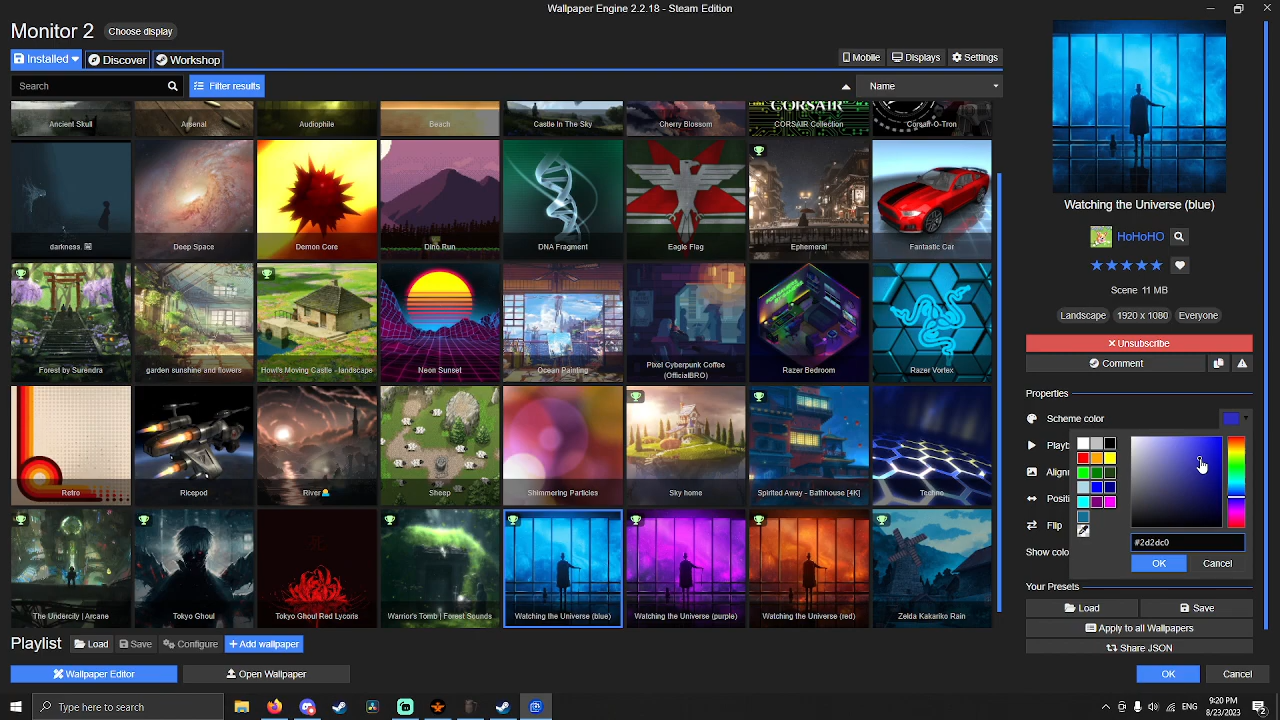 Wallpaper Engine 2.2.18 - Steam Edition
Monitor 2
Choose display
Installed
Discover
Workshop
Mobile
Displays
Settings
Search
Filter results
Name
CORSAIR
Ancient Skull
Arsenal
Audiophile
Beach
Castle In The Sky
Cherry Blossom
CORSAIR Collection
Corsair-O-Tron
darkness.
Deep Space
Demon Core
Dino Run
DNA Fragment
Eagle Flag
Ephemeral
Fantastic Car
Forest by Surendra
garden sunshine and flowers
Howl's Moving Castle - landscape
Neon Sunset
Ocean Painting
Pixel Cyberpunk Coffee
(OfficialBRO)
Razer Bedroom
Razer Vortex
Retro
Ricepod
River
Sheep
Shimmering Particles
Sky home
Spirited Away - Bathhouse [4K]
Techno
The Undercity | Arcane
Tokyo Ghoul
Tokyo Ghoul Red Lycoris
Warrior's Tomb | Forest Sounds
Watching the Universe (blue)
Watching the Universe (purple)
Watching the Universe (red)
Zelda Kakariko Rain
Playlist
Load
Save
Configure
Add wallpaper
Wallpaper Editor
Open Wallpaper
Watching the Universe (blue)
HoHoHO
Scene: 11 MB
Landscape
1920 x 1080
Everyone
Unsubscribe
Comment
Properties
Scheme color
Playb
Alignr
Positi
Flip
Show colo
#2d2dc0
OK
Cancel
Your Presets
Load
Save
Apply to all Wallpapers
Share JSON
OK
Cancel
Type here to search
9:20 PM
8/23/2023